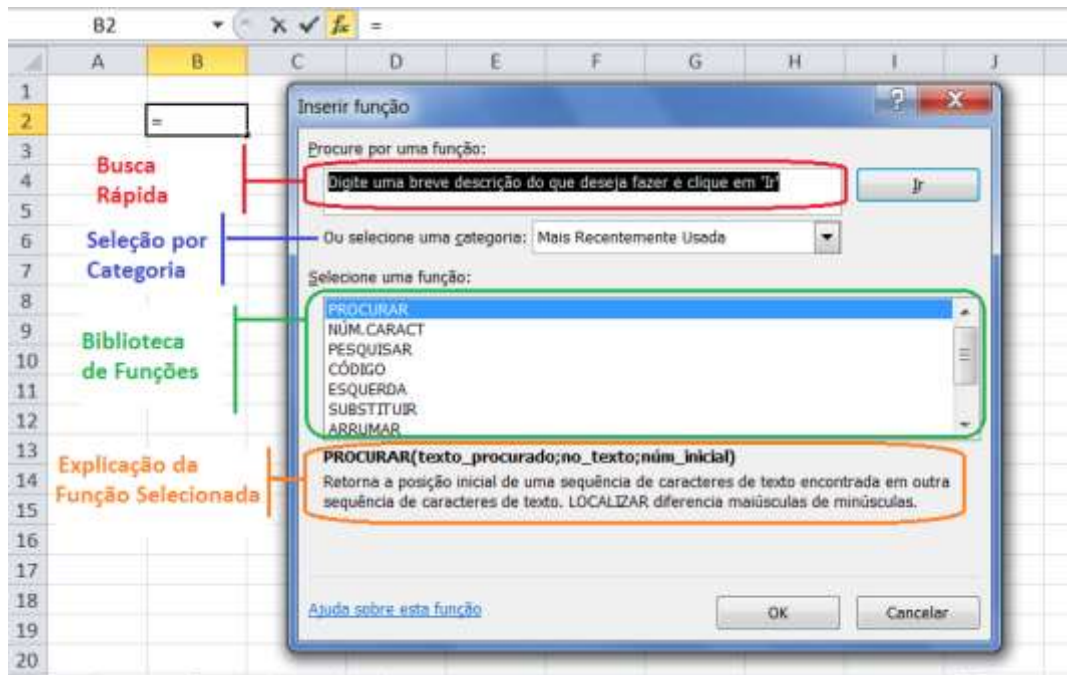 B2
fx =
A B C D E F G H I J
1
2 =
3
4
5
6
7
8
9
10
11
12
13
14
15
16
17
18
19
20
Busca
Rápida
Seleção por
Categoria
Biblioteca
de Funções
Explicação da
Função Selecionada
Inserir função
Procure por uma função:
Digite uma breve descrição do que deseja fazer e clique em 'Ir'
Ir
Ou selecione uma categoria: Mais Recentemente Usada
Selecione uma função:
PROCURAR
NÚM.CARACT
PESQUISAR
CÓDIGO
ESQUERDA
SUBSTITUIR
ARRUMAR
PROCURAR(texto_procurado;no_texto;núm_inicial)
Retorna a posição inicial de uma sequência de caracteres de texto encontrada em outra
sequência de caracteres de texto. LOCALIZAR diferencia maiúsculas de minúsculas.
Ajuda sobre esta função
OK
Cancelar